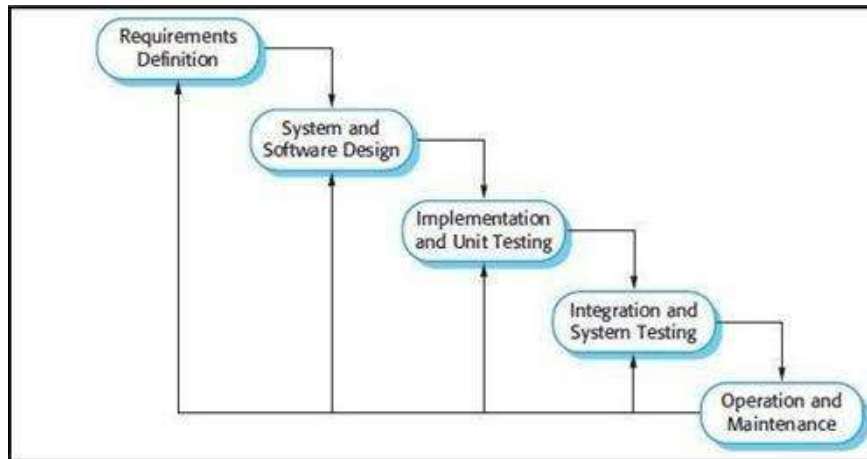 Requirements
Definition
System and
Software Design
Implementation
and Unit Testing
Integration and
System Testing
Operation and
Maintenance